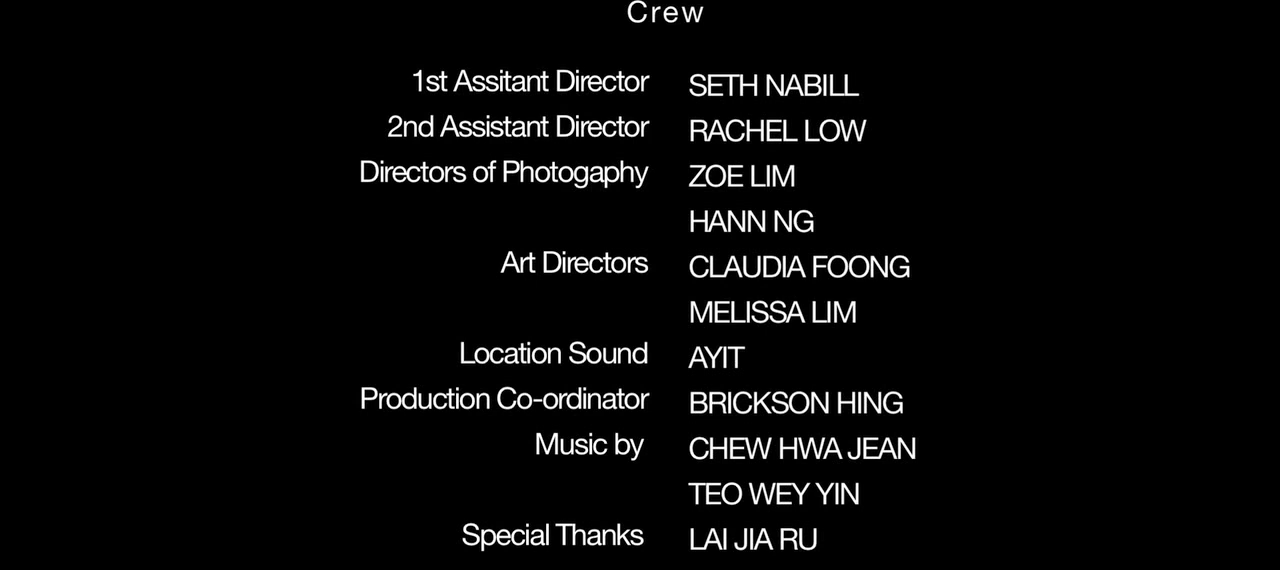 Crew
1st Assitant Director SETH NABILL
2nd Assistant Director RACHEL LOW
Directors of Photogaphy ZOE LIM
HANN NG
Art Directors CLAUDIA FOONG
MELISSA LIM
Location Sound AYIT
Production Co-ordinator BRICKSON HING
Music by CHEW HWA JEAN
TEO WEY YIN
Special Thanks LAI JIA RU